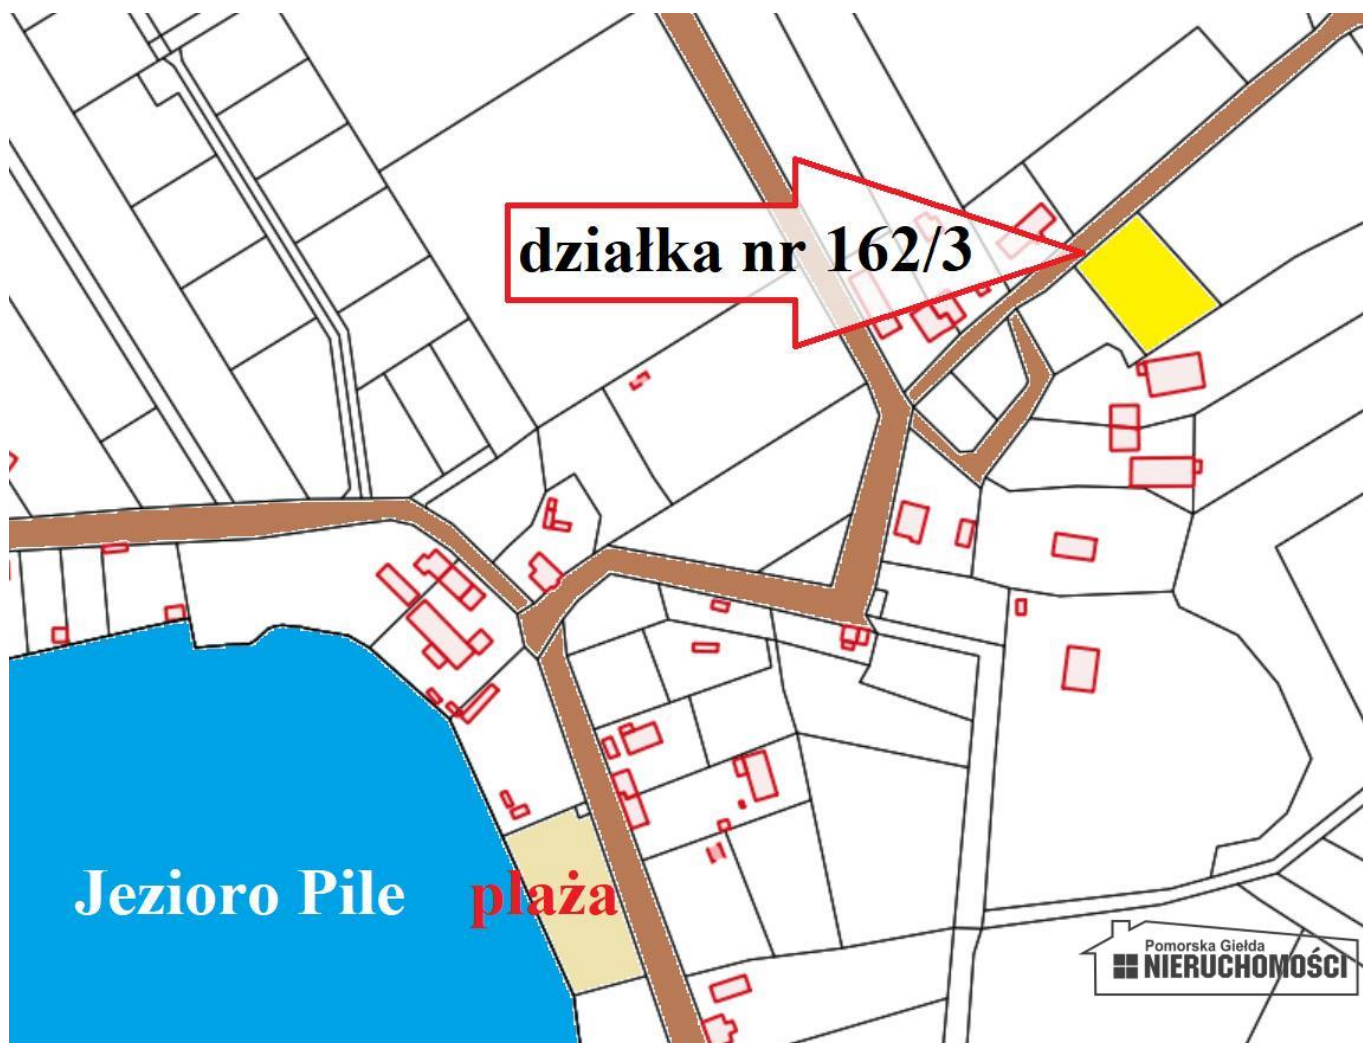 działka nr 162/3
Jezioro Pile
plaża
Pomorska Giełda
NIERUCHOMOŚCI